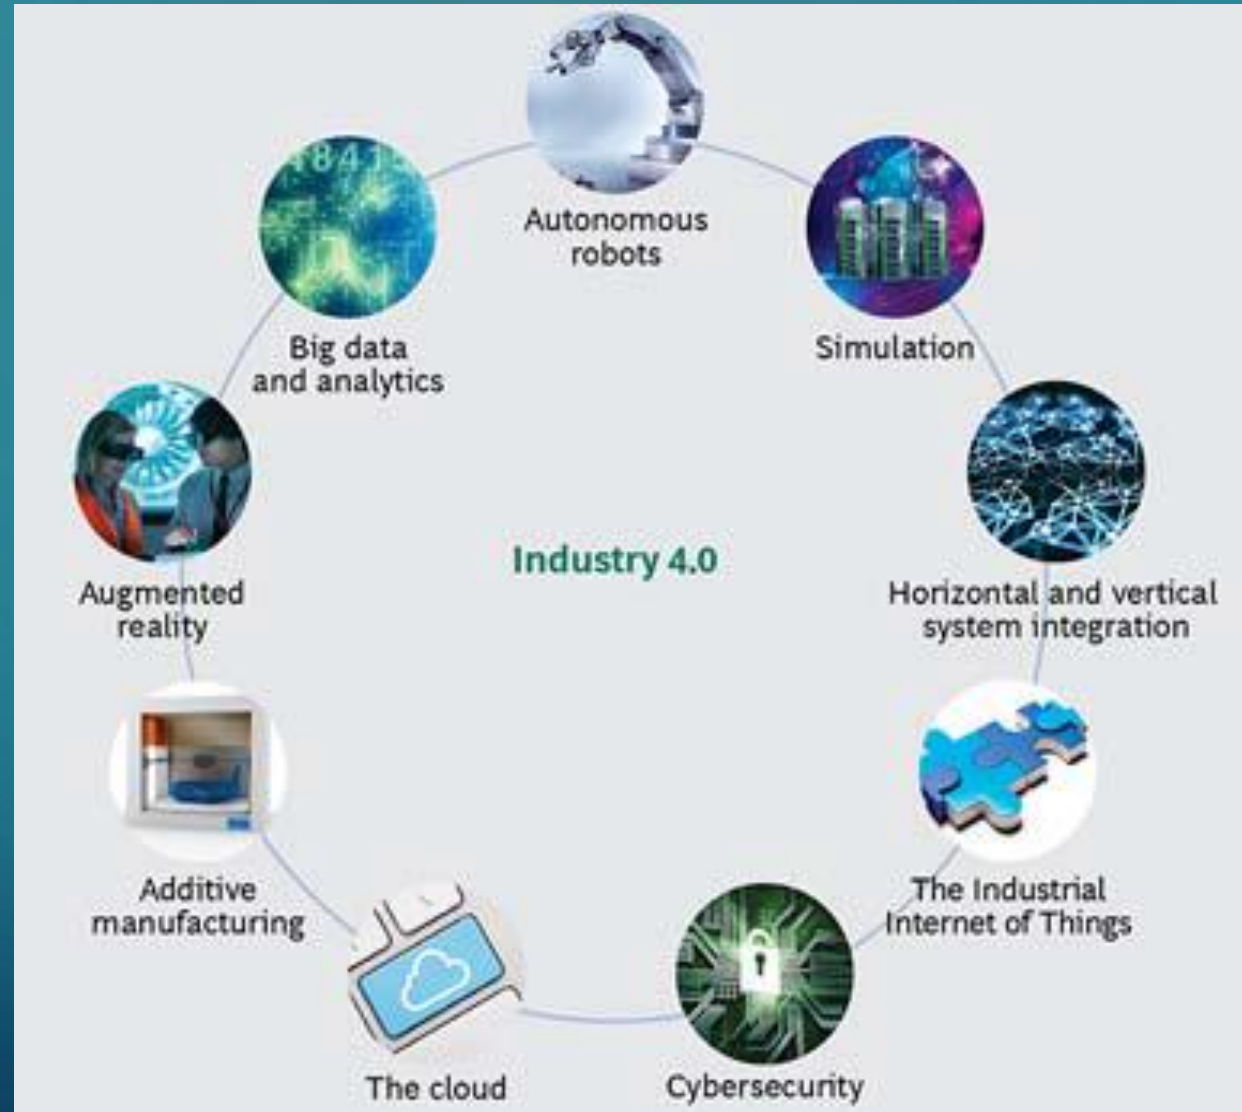 Autonomous
robots
Simulation
Horizontal and vertical
system integration
The Industrial
Internet of Things
Cybersecurity
The cloud
Additive
manufacturing
Augmented
reality
Big data
and analytics
Industry 4.0